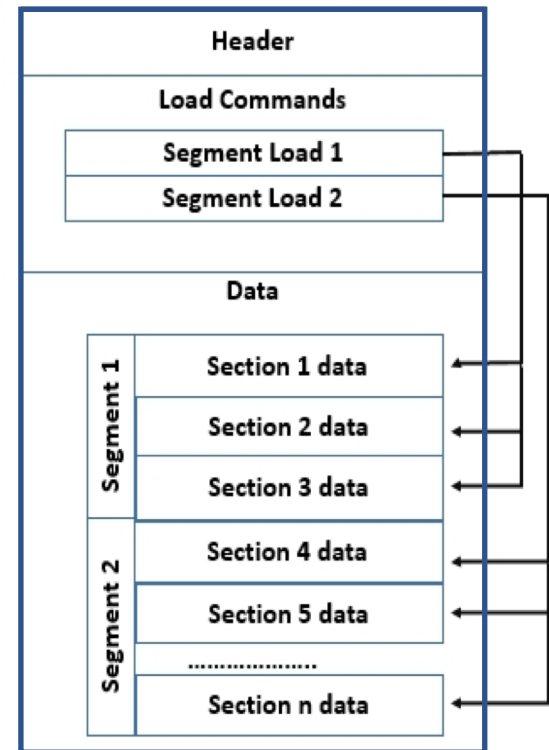 Header
Load Commands
Segment Load 1
Segment Load 2
Data
Segment 1
Section 1 data
Section 2 data
Section 3 data
Segment 2
Section 4 data
Section 5 data
....................
Section n data